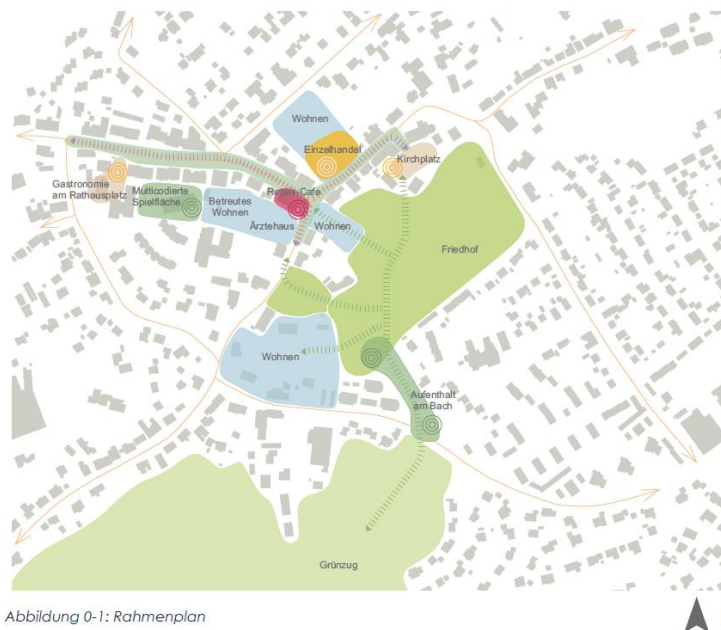 Wohnen
Einzelhandel
Kirchplatz
Gastronomie
am Rathausplatz
Multicodierte
Spielfläche
Betreutes
Wohnen
Repair-Cafe
Ärztehaus
Wohnen
Friedhof
Wohnen
Aufenthalt
am Bach
Grünzug
Abbildung 0-1: Rahmenplan